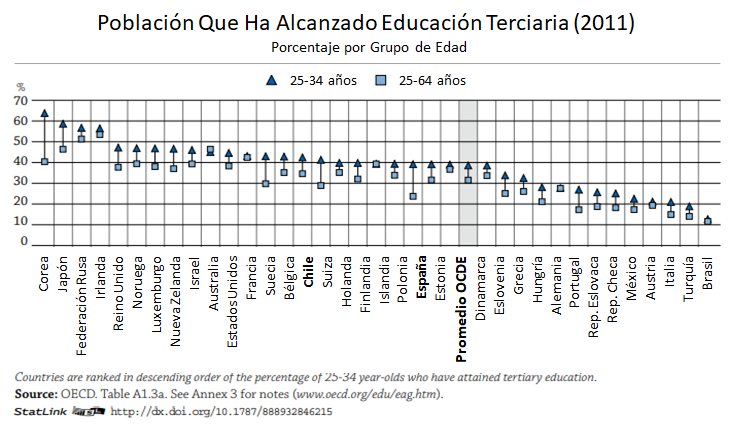 Población Que Ha Alcanzado Educación Terciaria (2011)
Porcentaje por Grupo de Edad
25-34 años 25-64 años
%
70
60
50
40
30
20
10
0
Corea
Japón
Federación Rusa
Irlanda
Reino Unido
Noruega
Luxemburgo
Nueva Zelanda
Israel
Australia
Estados Unidos
Francia
Suecia
Bélgica
Chile
Suiza
Holanda
Finlandia
Islandia
Polonia
España
Estonia
Promedio OCDE
Dinamarca
Eslovenia
Grecia
Hungría
Alemania
Portugal
Rep. Eslovaca
Rep. Checa
México
Austria
Italia
Turquía
Brasil
Countries are ranked in descending order of the percentage of 25-34 year-olds who have attained tertiary education.
Source: OECD. Table A1.3a. See Annex 3 for notes (www.oecd.org/edu/eag.htm).
StatLink http://dx.doi.org/10.1787/888932846215